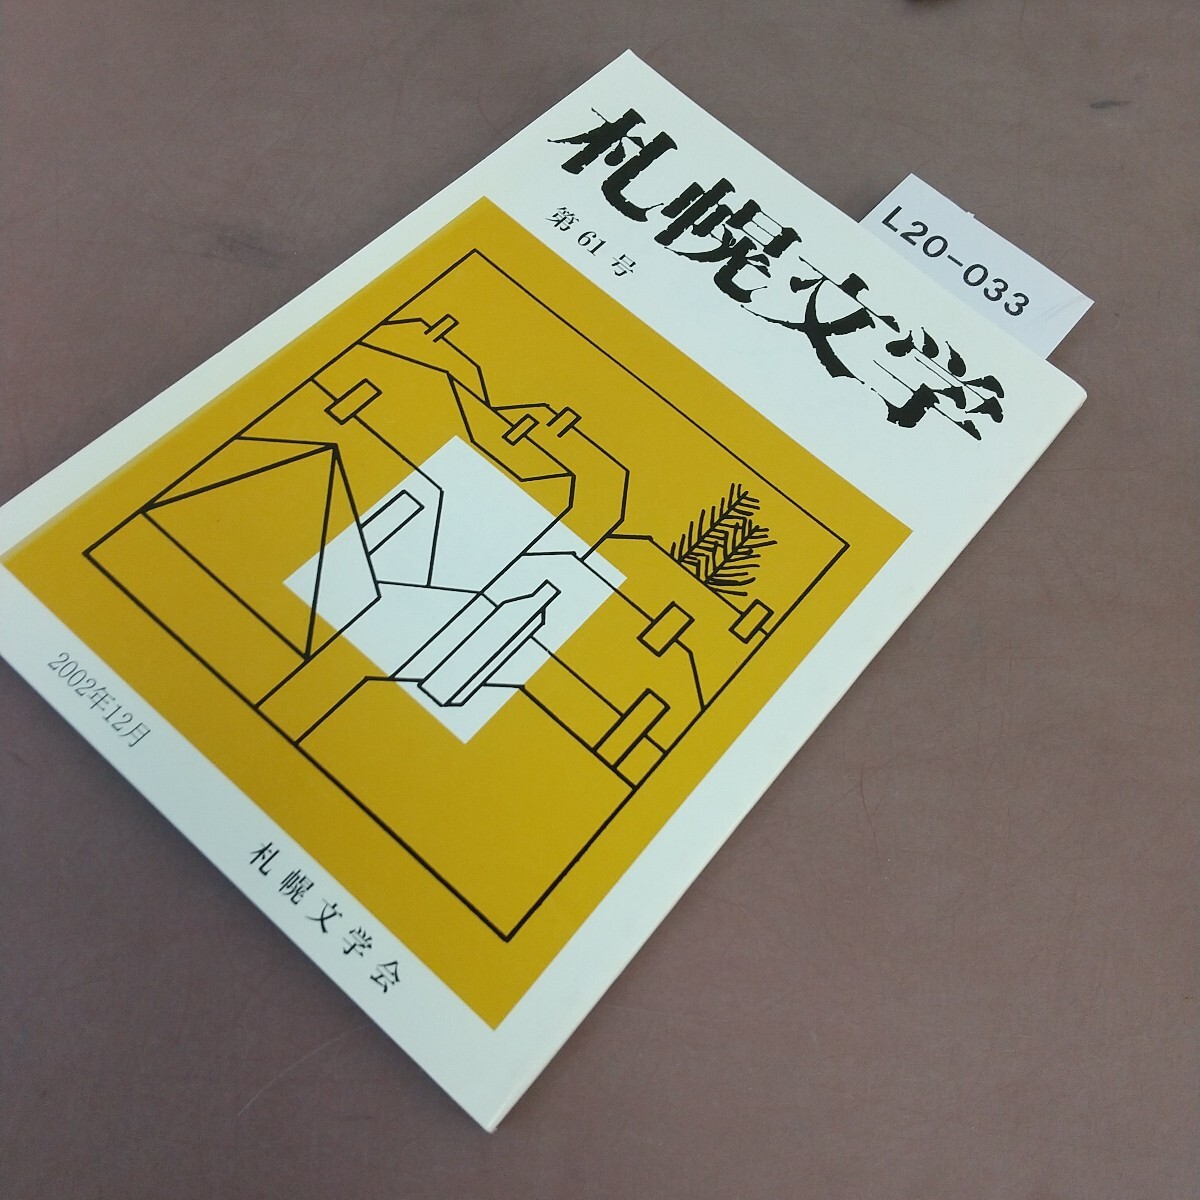 札幌文学
第61号
L20-033
2002年12月
札幌文学会